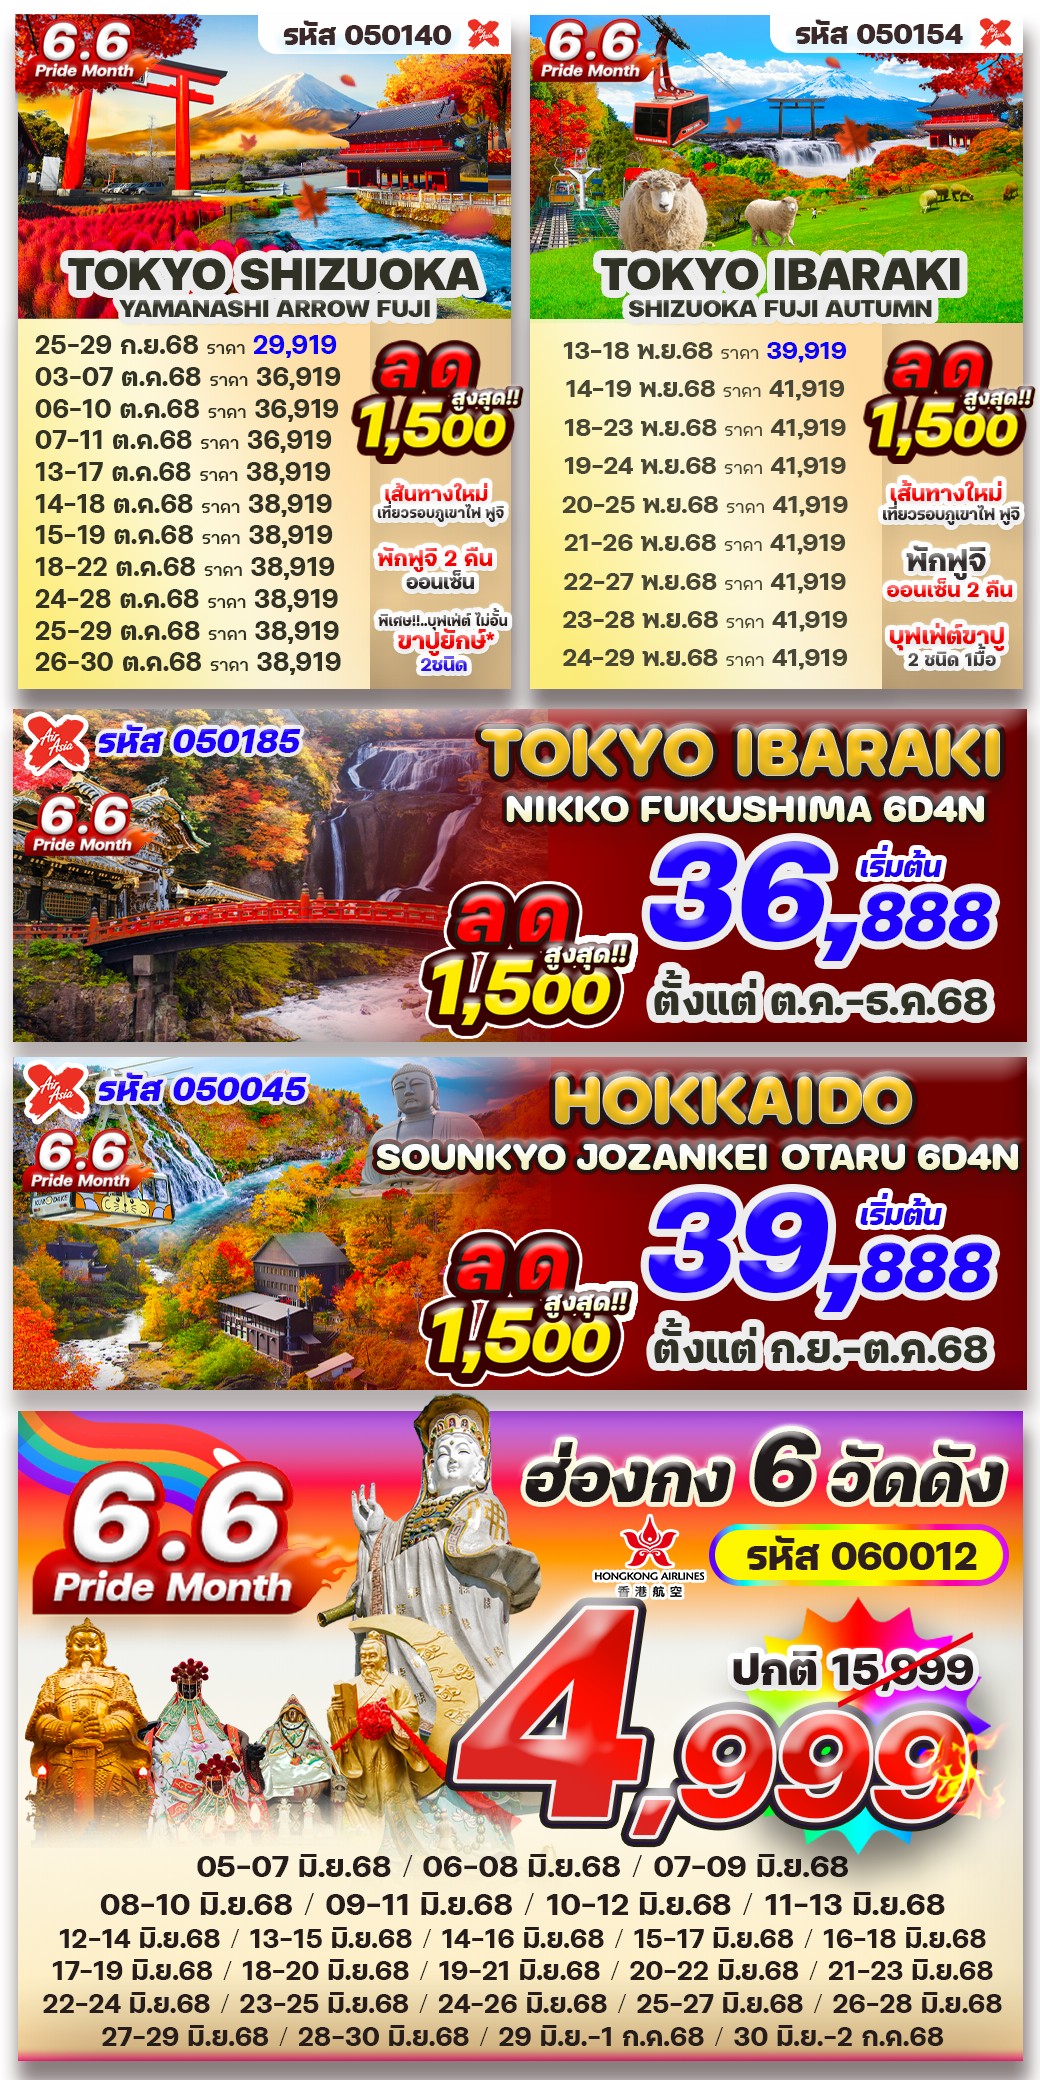 6.6
Pride Month
รหัส 050140
Air Asia
TOKYO SHIZUOKA
YAMANASHI ARROW FUJI
25-29 ก.ย.68 ราคา 29,919
03-07 ต.ค.68 ราคา 36,919
06-10 ต.ค.68 ราคา 36,919
07-11 ต.ค.68 ราคา 36,919
13-17 ต.ค.68 ราคา 38,919
14-18 ต.ค.68 ราคา 38,919
15-19 ต.ค.68 ราคา 38,919
18-22 ต.ค.68 ราคา 38,919
24-28 ต.ค.68 ราคา 38,919
25-29 ต.ค.68 ราคา 38,919
26-30 ต.ค.68 ราคา 38,919
ลด
สูงสุด!!
1,500
เส้นทางใหม่
เที่ยวรอบภูเขาไฟ ฟูจิ
พักฟูจิ 2 คืน
ออนเซ็น
พิเศษ!!..บุฟเฟ่ต์ ไม่อั้น
ขาปูยักษ์*
2ชนิด
6.6
Pride Month
รหัส 050154
Air Asia
TOKYO IBARAKI
SHIZUOKA FUJI AUTUMN
13-18 พ.ย.68 ราคา 39,919
14-19 พ.ย.68 ราคา 41,919
18-23 พ.ย.68 ราคา 41,919
19-24 พ.ย.68 ราคา 41,919
20-25 พ.ย.68 ราคา 41,919
21-26 พ.ย.68 ราคา 41,919
22-27 พ.ย.68 ราคา 41,919
23-28 พ.ย.68 ราคา 41,919
24-29 พ.ย.68 ราคา 41,919
ลด
สูงสุด!!
1,500
เส้นทางใหม่
เที่ยวรอบภูเขาไฟ ฟูจิ
พักฟูจิ
ออนเซ็น 2 คืน
บุฟเฟ่ต์ขาปู
2 ชนิด 1มื้อ
Air Asia
รหัส 050185
6.6
Pride Month
TOKYO IBARAKI
NIKKO FUKUSHIMA 6D4N
เริ่มต้น
36,888
ลด
สูงสุด!!
1,500
ตั้งแต่ ต.ค.-ธ.ค.68
Air Asia
รหัส 050045
6.6
Pride Month
HOKKAIDO
SOUNKYO JOZANKEI OTARU 6D4N
เริ่มต้น
39,888
ลด
สูงสุด!!
1,500
ตั้งแต่ ก.ย.-ต.ค.68
6.6
Pride Month
ฮ่องกง 6 วัดดัง
HONGKONG AIRLINES
香港航空
รหัส 060012
ปกติ 15,999
4,999
05-07 มิ.ย.68 / 06-08 มิ.ย.68 / 07-09 มิ.ย.68
08-10 มิ.ย.68 / 09-11 มิ.ย.68 / 10-12 มิ.ย.68 / 11-13 มิ.ย.68
12-14 มิ.ย.68 / 13-15 มิ.ย.68 / 14-16 มิ.ย.68 / 15-17 มิ.ย.68 / 16-18 มิ.ย.68
17-19 มิ.ย.68 / 18-20 มิ.ย.68 / 19-21 มิ.ย.68 / 20-22 มิ.ย.68 / 21-23 มิ.ย.68
22-24 มิ.ย.68 / 23-25 มิ.ย.68 / 24-26 มิ.ย.68 / 25-27 มิ.ย.68 / 26-28 มิ.ย.68
27-29 มิ.ย.68 / 28-30 มิ.ย.68 / 29 มิ.ย.-1 ก.ค.68 / 30 มิ.ย.-2 ก.ค.68